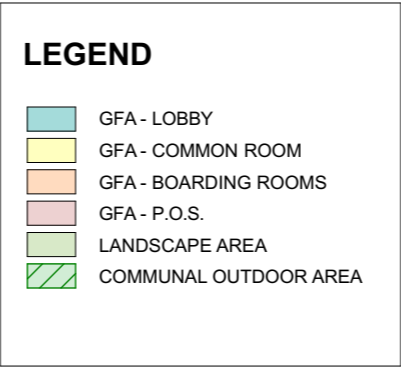 LEGEND
GFA - LOBBY
GFA - COMMON ROOM
GFA - BOARDING ROOMS
GFA - P.O.S.
LANDSCAPE AREA
COMMUNAL OUTDOOR AREA